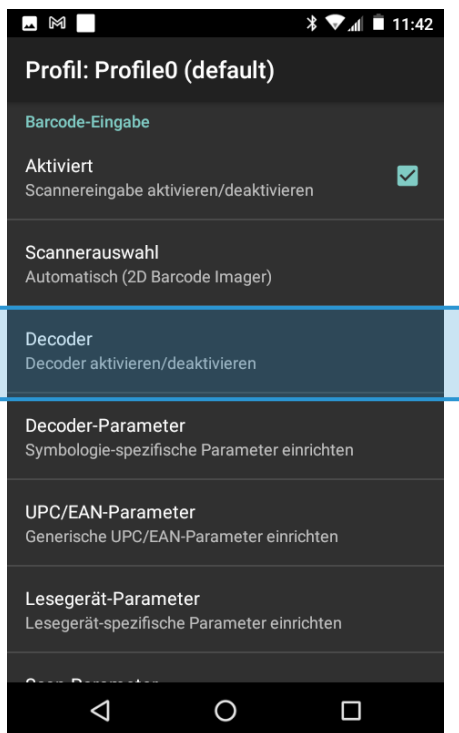 11:42
Profil: Profile0 (default)
Barcode-Eingabe
Aktiviert
Scannereingabe aktivieren/deaktivieren
Scannerauswahl
Automatisch (2D Barcode Imager)
Decoder
Decoder aktivieren/deaktivieren
Decoder-Parameter
Symbologie-spezifische Parameter einrichten
UPC/EAN-Parameter
Generische UPC/EAN-Parameter einrichten
Lesegerät-Parameter
Lesegerät-spezifische Parameter einrichten